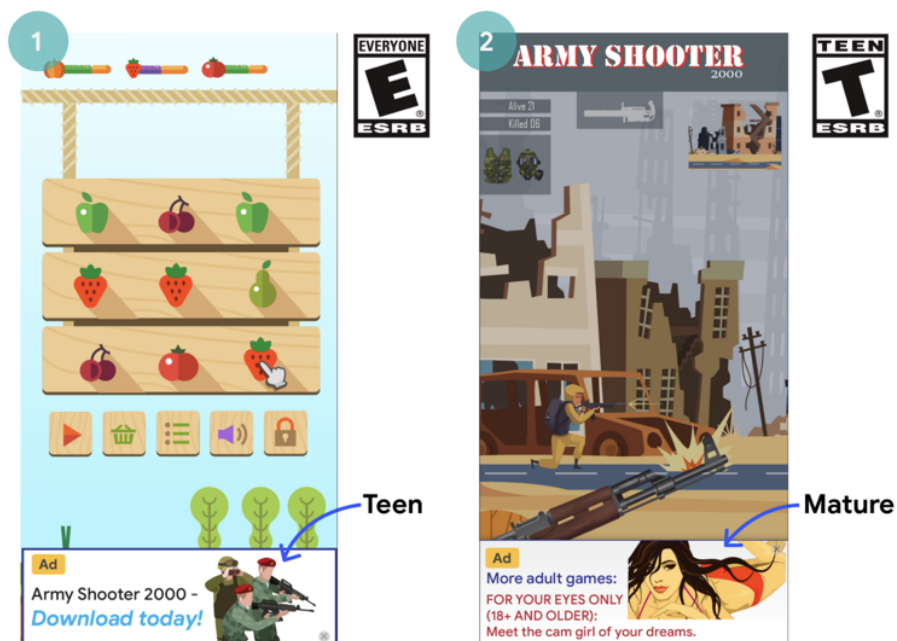 1
EVERYONE
E
®
ESRB
Teen
Ad
Army Shooter 2000 -
Download today!
2
ARMY SHOOTER
2000
TEEN
T
®
ESRB
Alive 21
Killed 06
Mature
Ad
More adult games:
FOR YOUR EYES ONLY
(18+ AND OLDER):
Meet the cam girl of your dreams.